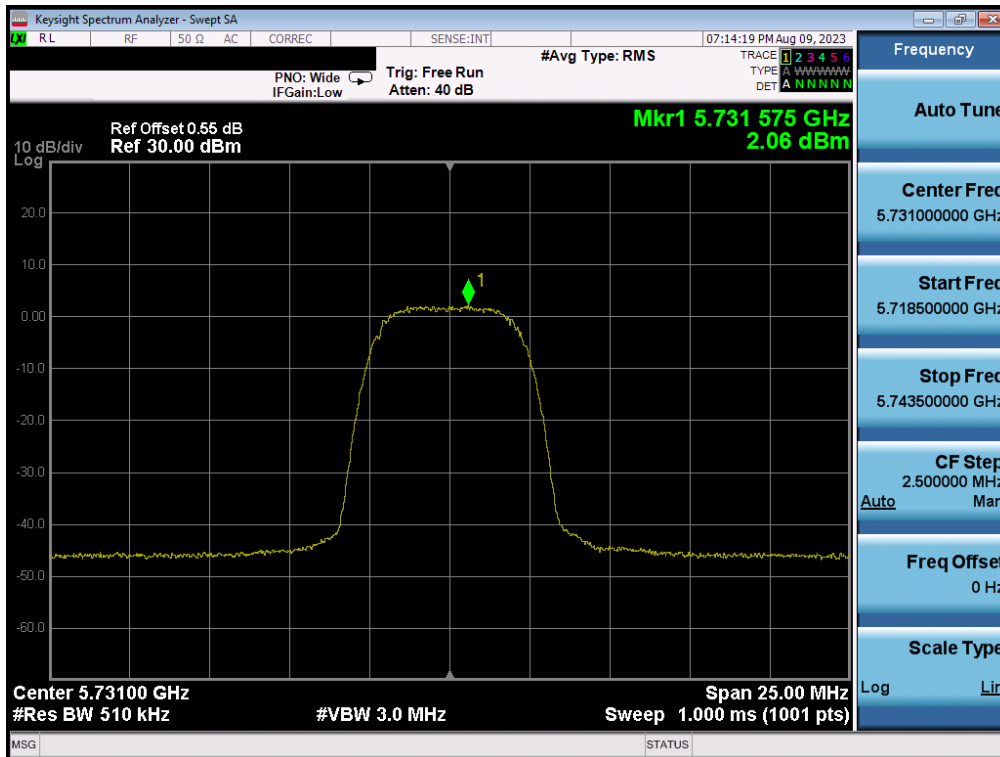 Keysight Spectrum Analyzer - Swept SA
LXI RL RF 50 Ω AC CORREC SENSE:INT 07:14:19 PM Aug 09, 2023
PNO: Wide
IFGain:Low
Trig: Free Run
Atten: 40 dB
#Avg Type: RMS
TRACE 1 2 3 4 5 6
TYPE A WWWWW
DET A N N N N N
Mkr1 5.731 575 GHz
2.06 dBm
Ref Offset 0.55 dB
10 dB/div Ref 30.00 dBm
Log
20.0
10.0
1
0.00
-10.0
-20.0
-30.0
-40.0
-50.0
-60.0
Center 5.73100 GHz Span 25.00 MHz
#Res BW 510 kHz #VBW 3.0 MHz Sweep 1.000 ms (1001 pts)
MSG STATUS
Frequency
Auto Tune
Center Freq
5.731000000 GHz
Start Freq
5.718500000 GHz
Stop Freq
5.743500000 GHz
CF Step
2.500000 MHz
Auto Man
Freq Offset
0 Hz
Scale Type
Log Lin